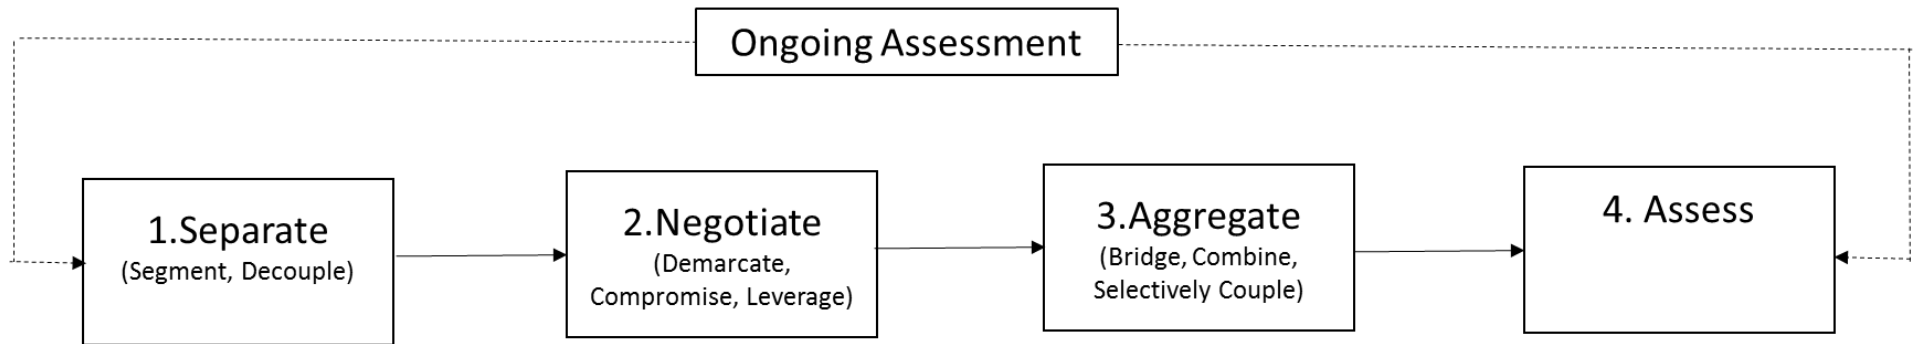 Ongoing Assessment
1.Separate
(Segment, Decouple)
2.Negotiate
(Demarcate,
Compromise, Leverage)
3.Aggregate
(Bridge, Combine,
Selectively Couple)
4. Assess